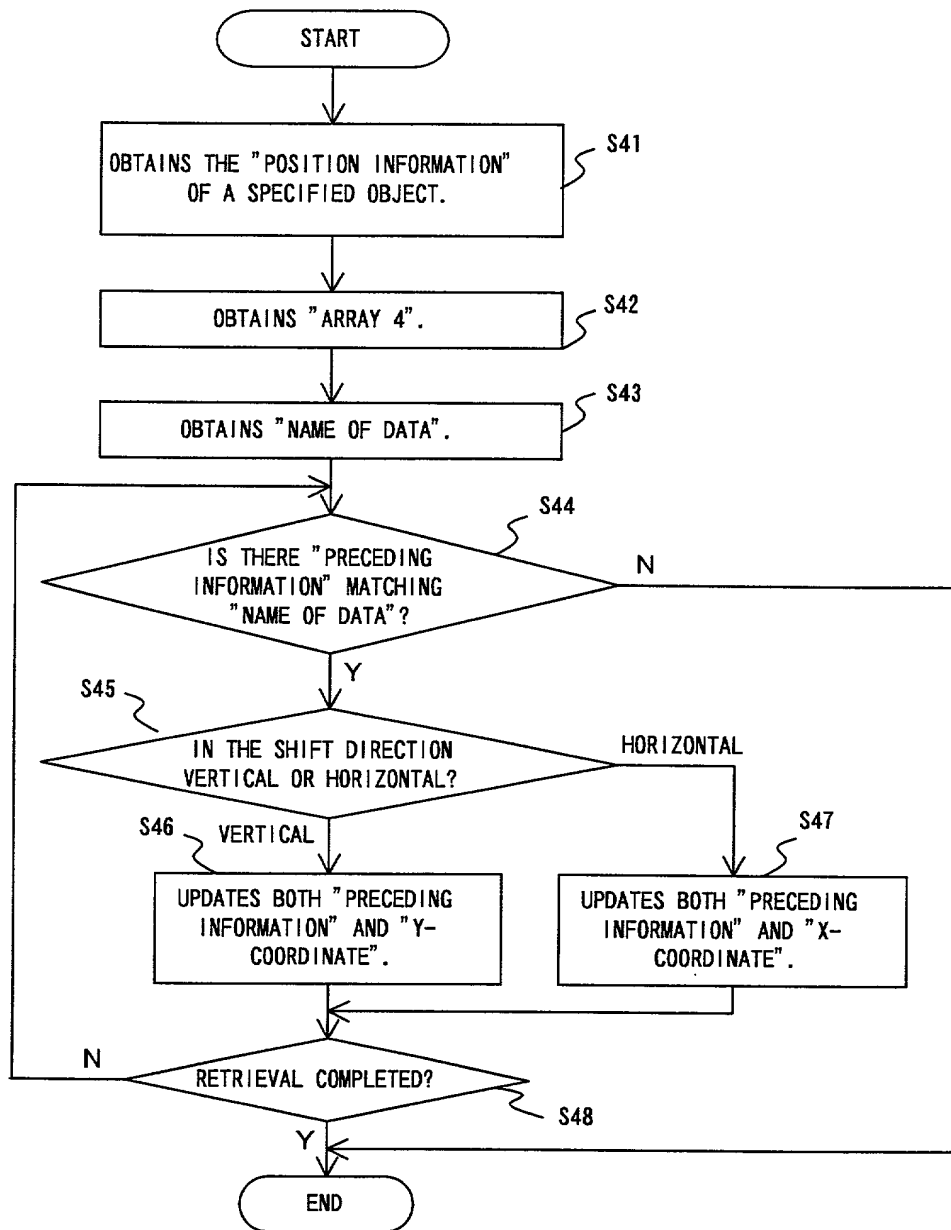 START
S41
OBTAINS THE "POSITION INFORMATION"
OF A SPECIFIED OBJECT.
S42
OBTAINS "ARRAY 4".
S43
OBTAINS "NAME OF DATA".
S44
IS THERE "PRECEDING
INFORMATION" MATCHING
"NAME OF DATA"?
N
Y
S45
IN THE SHIFT DIRECTION
VERTICAL OR HORIZONTAL?
HORIZONTAL
VERTICAL
S46
UPDATES BOTH "PRECEDING
INFORMATION" AND "Y-
COORDINATE".
S47
UPDATES BOTH "PRECEDING
INFORMATION" AND "X-
COORDINATE".
N
RETRIEVAL COMPLETED?
S48
Y
END